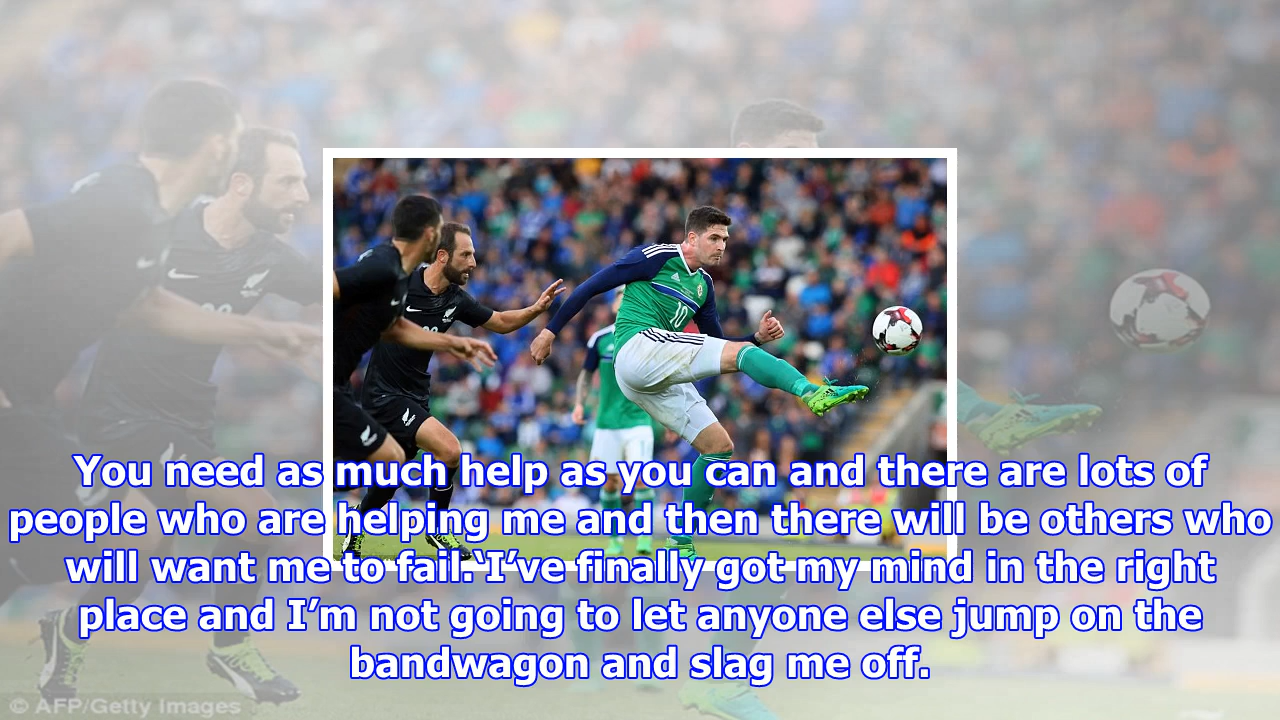 10
You need as much help as you can and there are lots of
people who are helping me and then there will be others who
will want me to fail.‘I’ve finally got my mind in the right
place and I’m not going to let anyone else jump on the
bandwagon and slag me off.
© AFP/Getty Images